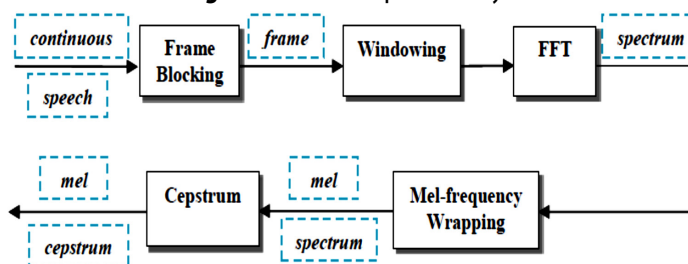 continuous
speech
Frame
Blocking
frame
Windowing
FFT
spectrum
mel
cepstrum
Cepstrum
mel
spectrum
Mel-frequency
Wrapping